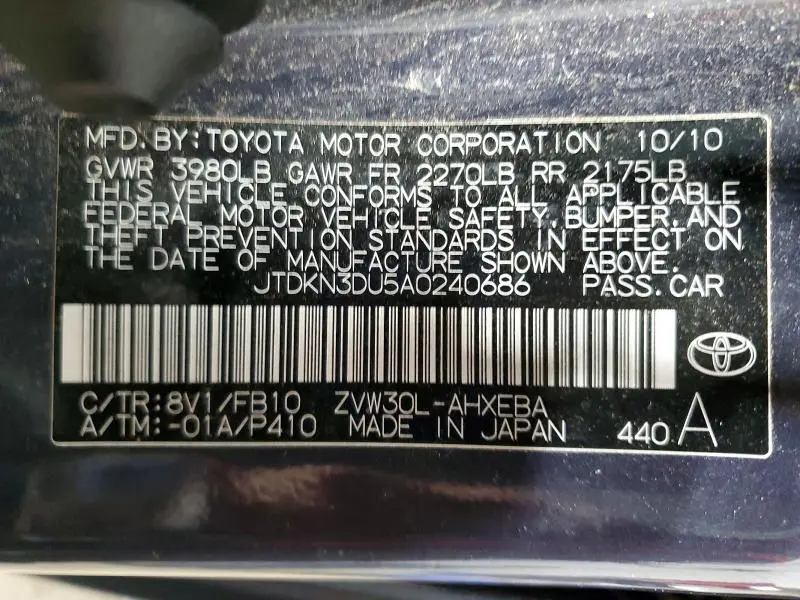 MFD. BY: TOYOTA MOTOR CORPORATION 10/10
GVWR 3980LB GAWR FR 2270LB RR 2175LB
THIS VEHICLE CONFORMS TO ALL APPLICABLE
FEDERAL MOTOR VEHICLE SAFETY, BUMPER, AND
THEFT PREVENTION STANDARDS IN EFFECT ON
THE DATE OF MANUFACTURE SHOWN ABOVE.
JTDKN3DU5A0240686 PASS. CAR
C/TR: 8V1/FB10 ZVW30L-AHXEBA
A/TM: -01A/P410 MADE IN JAPAN 440 A